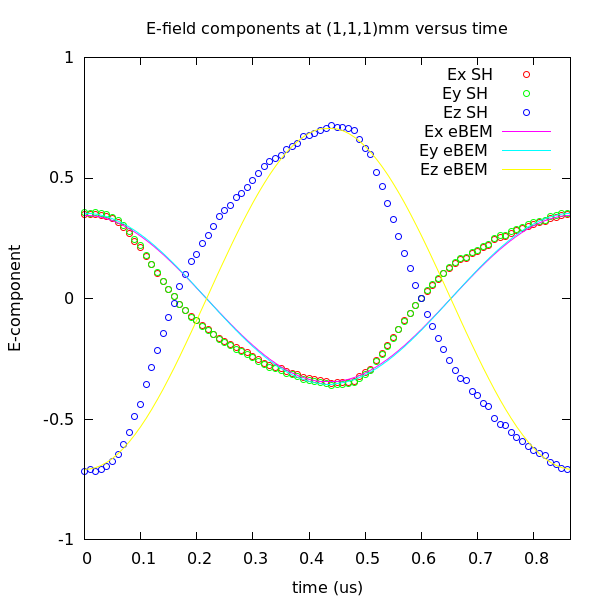 E-field components at (1,1,1)mm versus time
1
0.5
0
-0.5
-1
E-component
Ex SH
Ey SH
Ez SH
Ex eBEM
Ey eBEM
Ez eBEM
0 0.1 0.2 0.3 0.4 0.5 0.6 0.7 0.8
time (us)